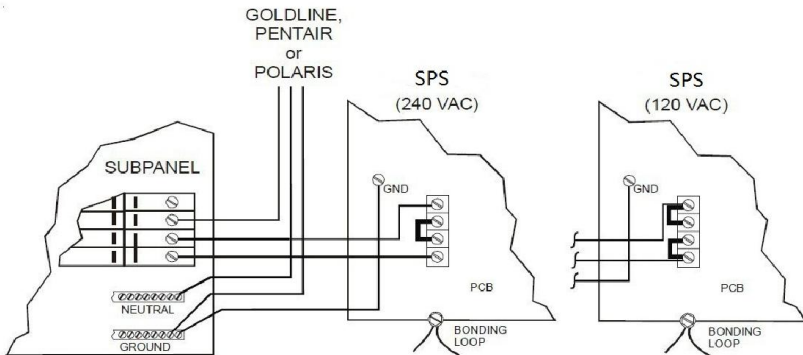 GOLDLINE,
PENTAIR
or
POLARIS
SUBPANEL
NEUTRAL
GROUND
SPS
(240 VAC)
GND
PCB
BONDING
LOOP
SPS
(120 VAC)
GND
PCB
BONDING
LOOP